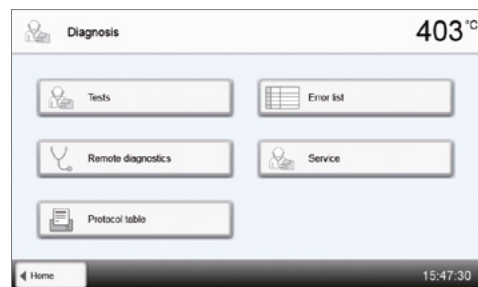 Diagnosis
403°C
Tests
Error list
Remote diagnostics
Service
Protocol table
Home
15:47:30